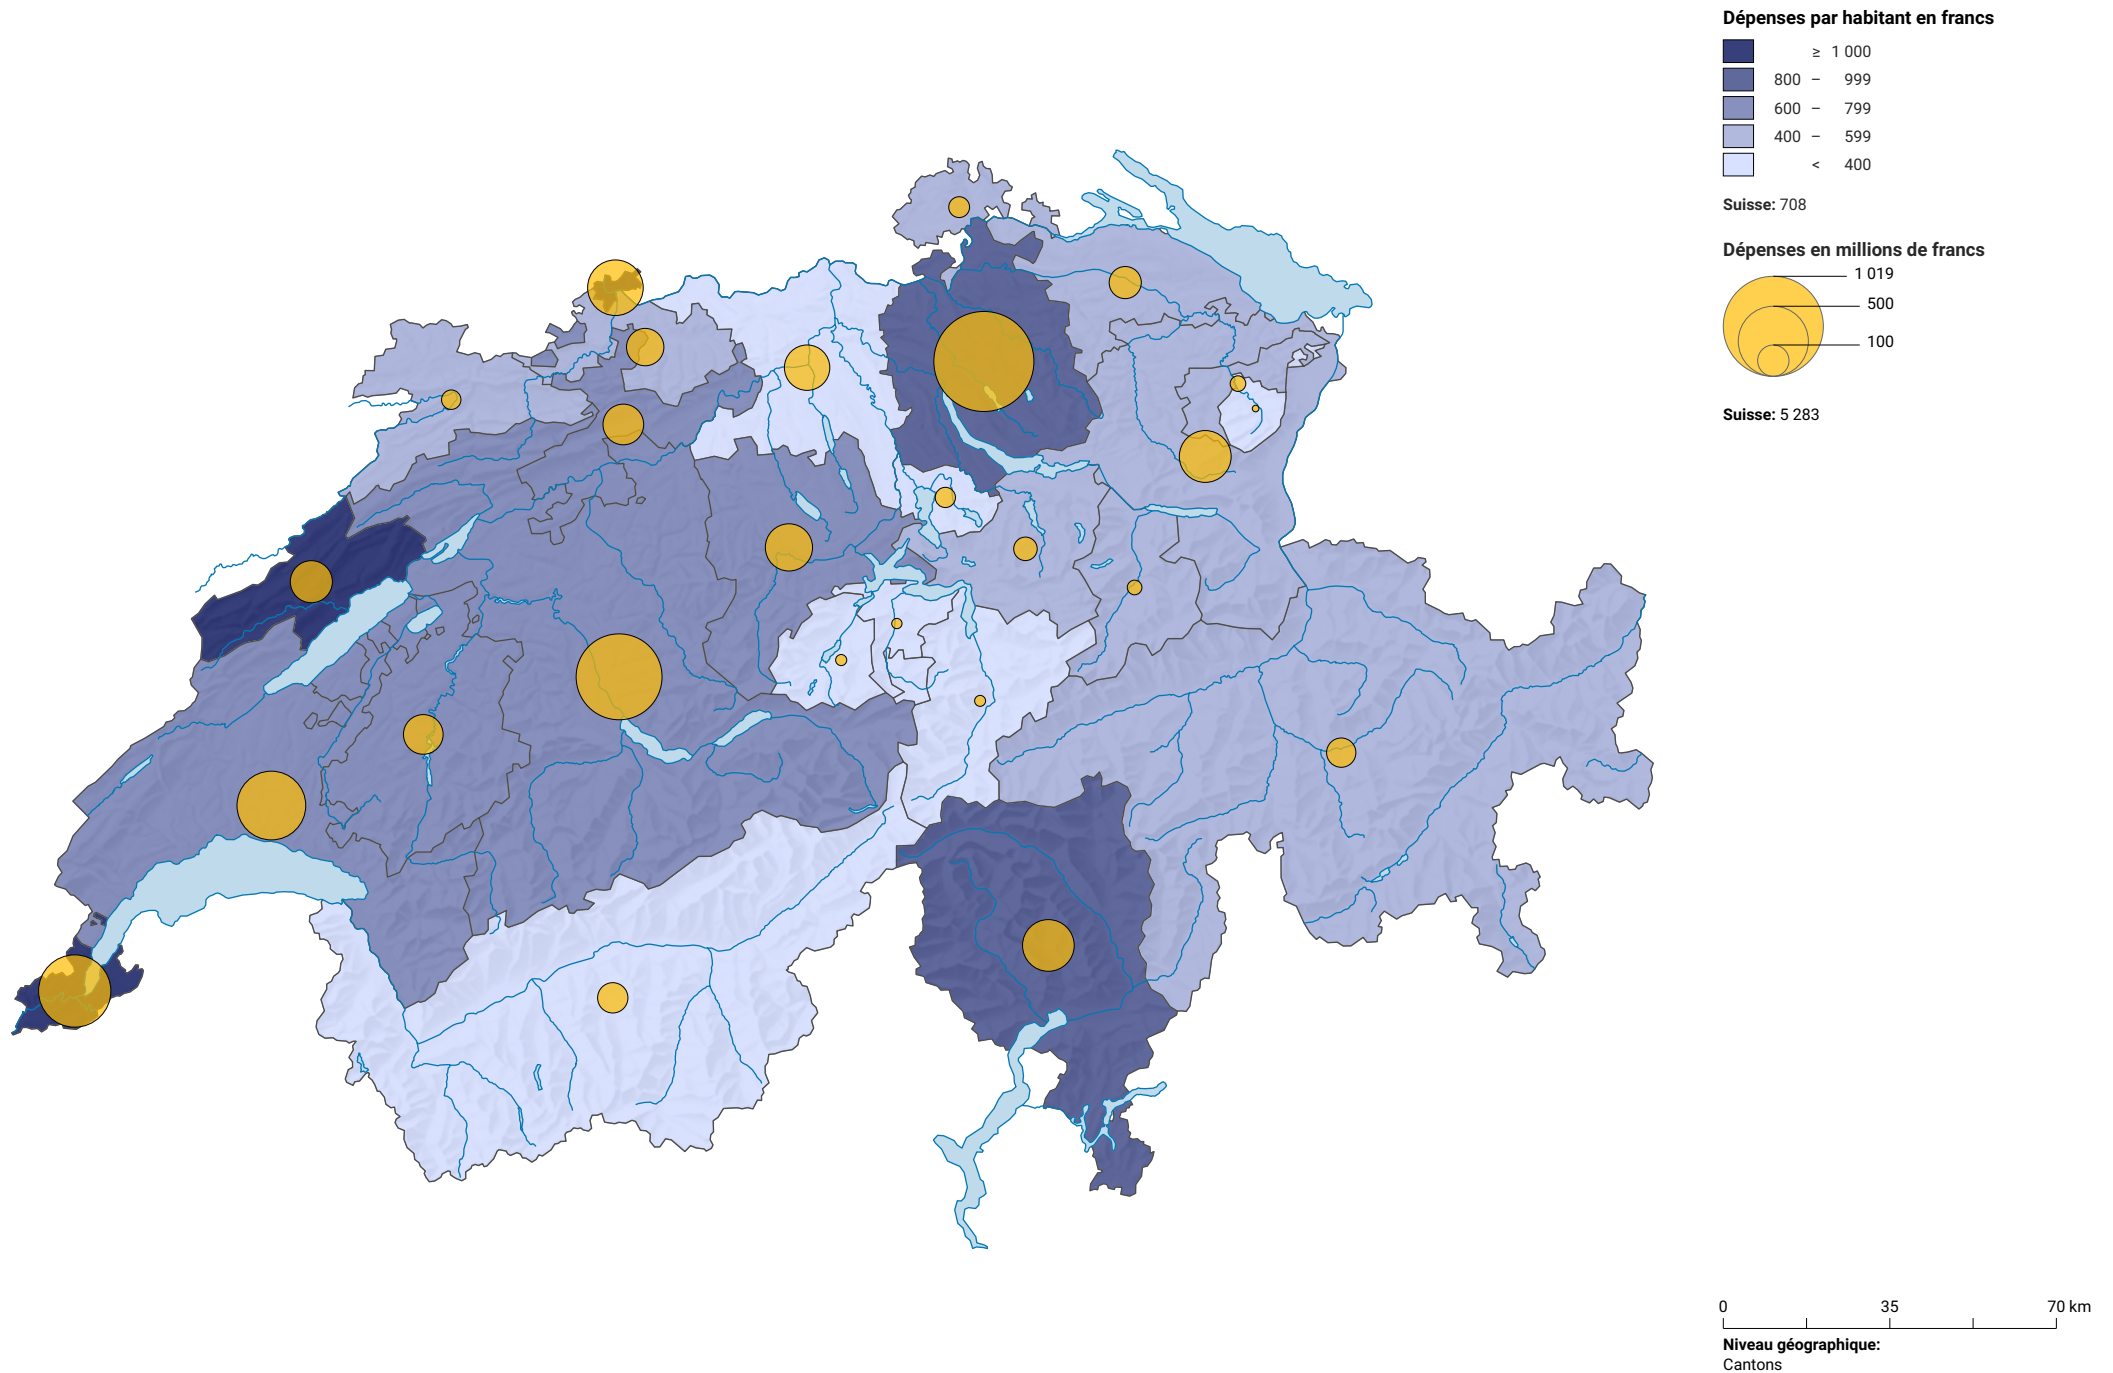 Dépenses par habitant en francs
≥ 1 000
800 – 999
600 – 799
400 – 599
< 400
Suisse: 708
Dépenses en millions de francs
1 019
500
100
Suisse: 5 283
0 35 70 km
Niveau géographique:
Cantons